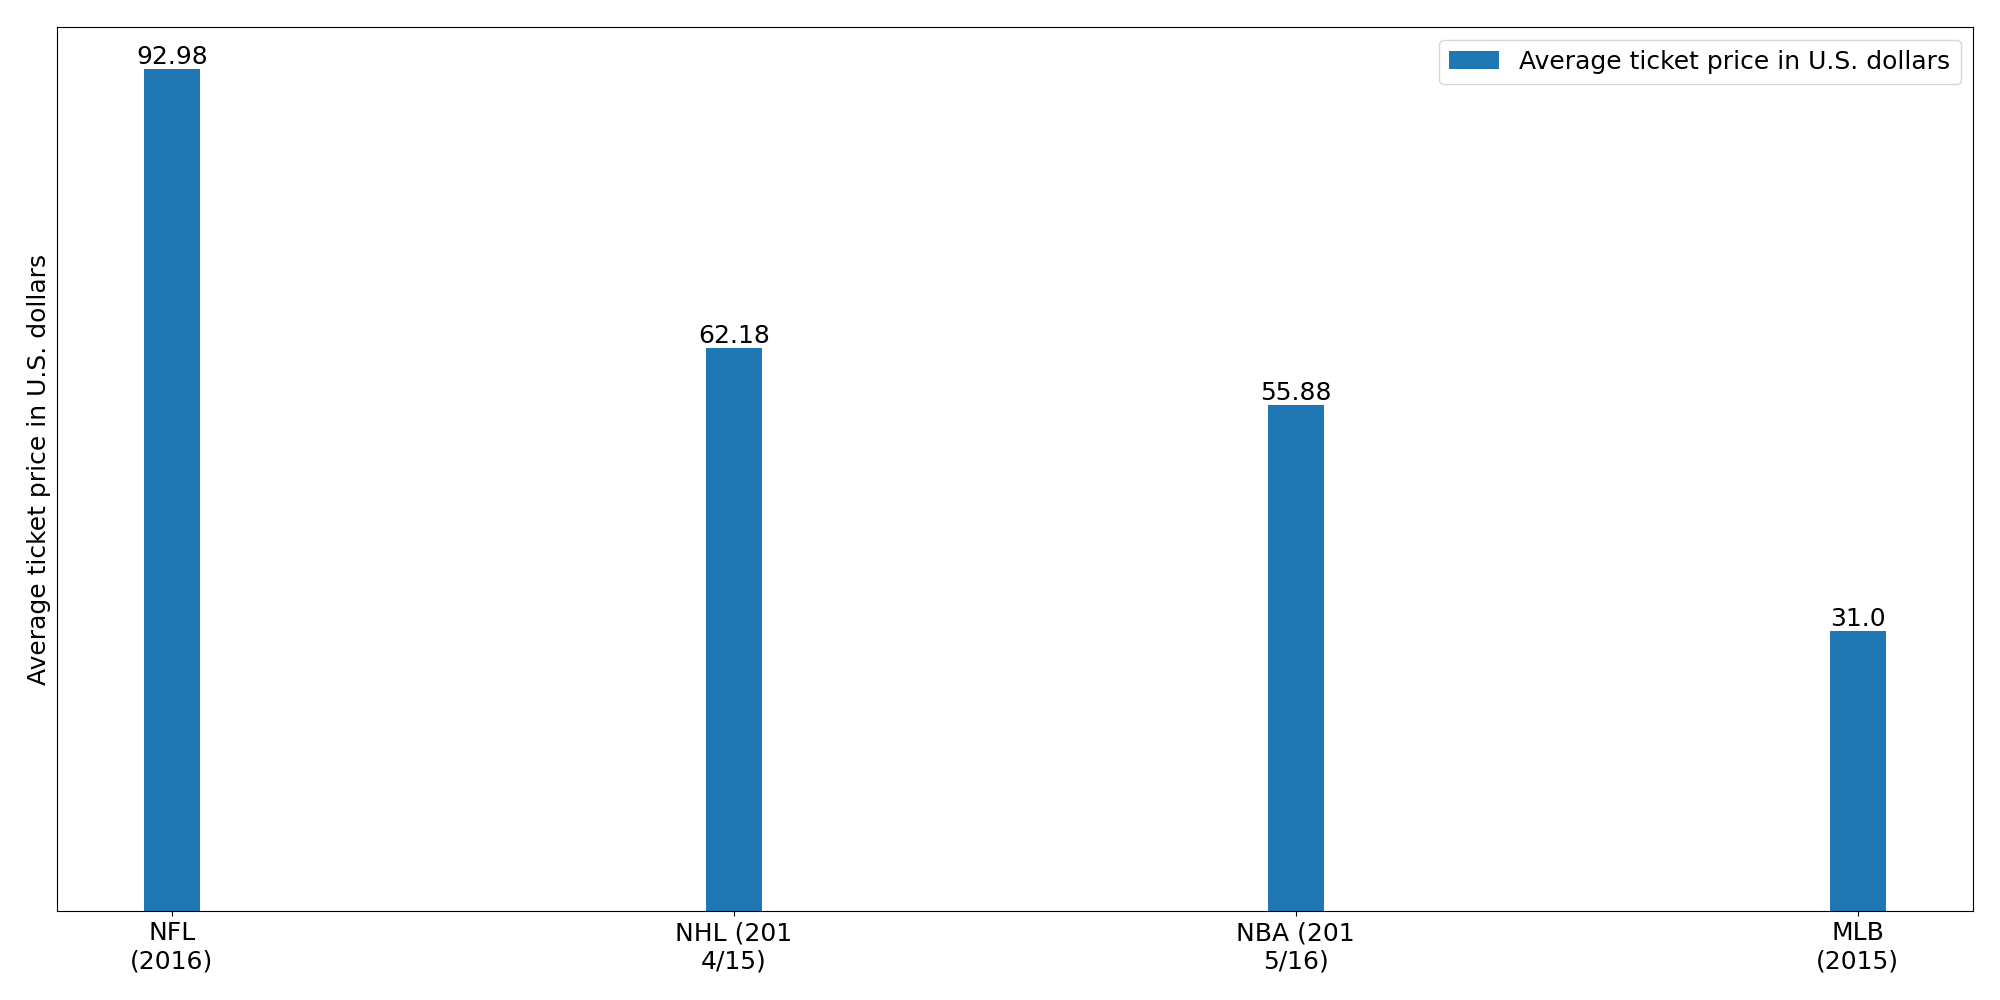 92.98
62.18
55.88
31.0
Average ticket price in U.S. dollars
Average ticket price in U.S. dollars
NFL
(2016)
NHL (201
4/15)
NBA (201
5/16)
MLB
(2015)